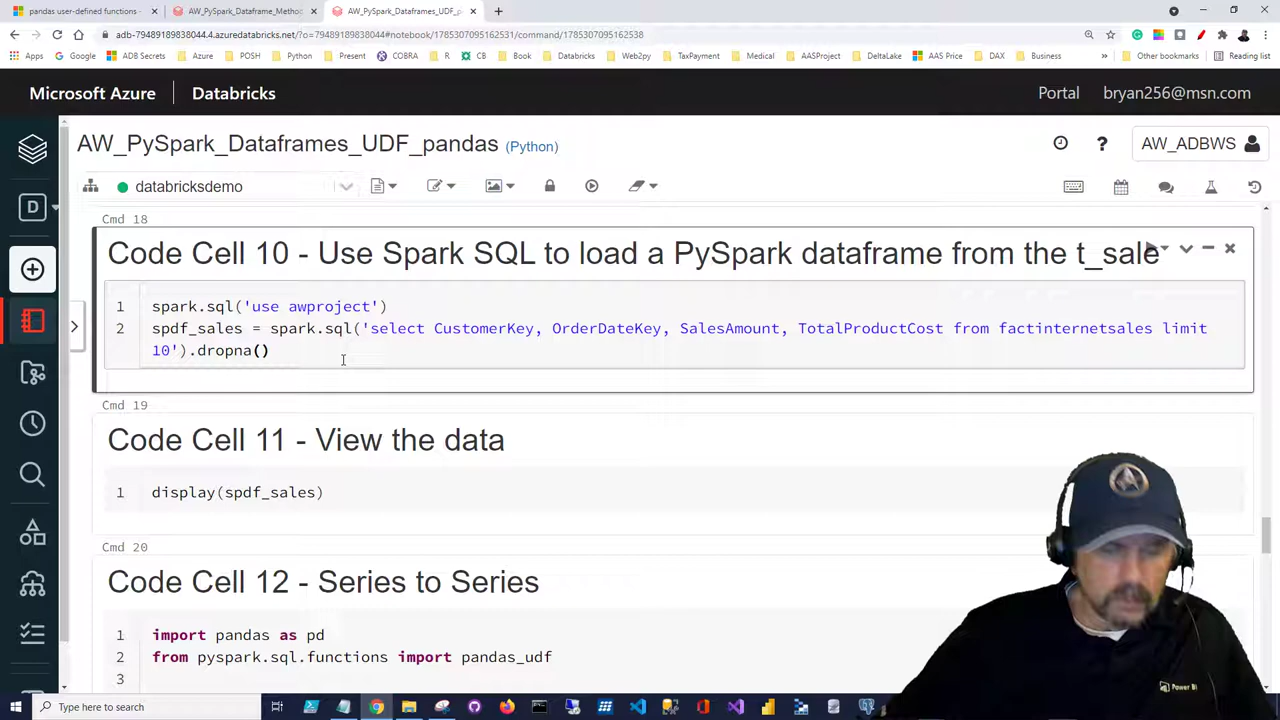 pandas user-defined functions -
AW_PySpark_Dataframe_Metho
AW_PySpark_Dataframes_UDF_p
adb-79489189838044.4.azuredatabricks.net/?o=79489189838044#notebook/1785307095162531/command/1785307095162538
Apps Google ADB Secrets Azure POSH Python Present COBRA R CB Book Databricks Web2py TaxPayment Medical AASProject DeltaLake AAS Price DAX Business Other bookmarks Reading list
Microsoft Azure Databricks Portal bryan256@msn.com
AW_PySpark_Dataframes_UDF_pandas (Python) ? AW_ADBWS
D databricksdemo
Cmd 18
Code Cell 10 - Use Spark SQL to load a PySpark dataframe from the t_sale
1 spark.sql('use awproject')
2 spdf_sales = spark.sql('select CustomerKey, OrderDateKey, SalesAmount, TotalProductCost from factinternetsales limit
10').dropna()
Cmd 19
Code Cell 11 - View the data
1 display(spdf_sales)
Cmd 20
Code Cell 12 - Series to Series
1 import pandas as pd
2 from pyspark.sql.functions import pandas_udf
3
Power BI
Type here to search